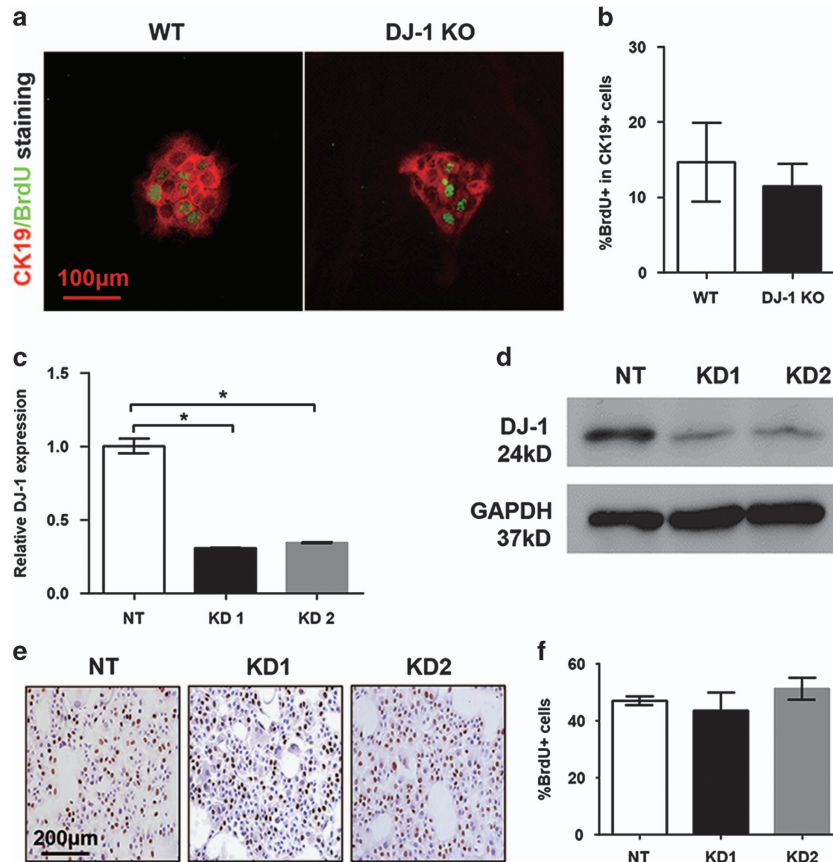 a
WT
DJ-1 KO
CK19/BrdU staining
100µm
b
%BrdU+ in CK19+ cells
30
20
10
0
WT
DJ-1 KO
c
Relative DJ-1 expression
1.5
1.0
0.5
0.0
*
*
NT
KD 1
KD 2
d
NT
KD1
KD2
DJ-1
24kD
GAPDH
37kD
e
NT
KD1
KD2
200µm
f
%BrdU+ cells
60
40
20
0
NT
KD1
KD2